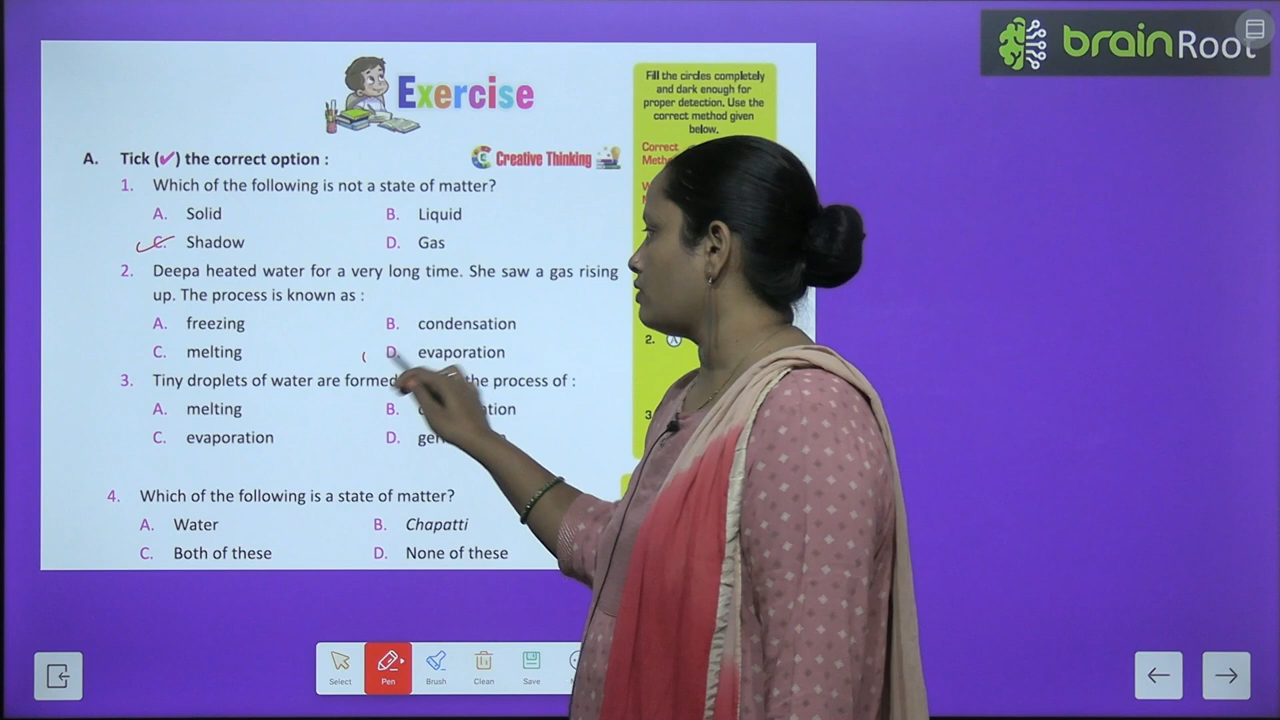 brainRoot
Exercise
Fill the circles completely
and dark enough for
proper detection. Use the
correct method given
below.
Correct
A. Tick (✔) the correct option :
Creative Thinking
1. Which of the following is not a state of matter?
A. Solid B. Liquid
C. Shadow D. Gas
2. Deepa heated water for a very long time. She saw a gas rising
up. The process is known as :
A. freezing B. condensation
C. melting D. evaporation
2. A
3. Tiny droplets of water are formed the process of :
A. melting B.
C. evaporation D.
3.
4. Which of the following is a state of matter?
A. Water B. Chapatti
C. Both of these D. None of these
Select Pen Brush Clean Save